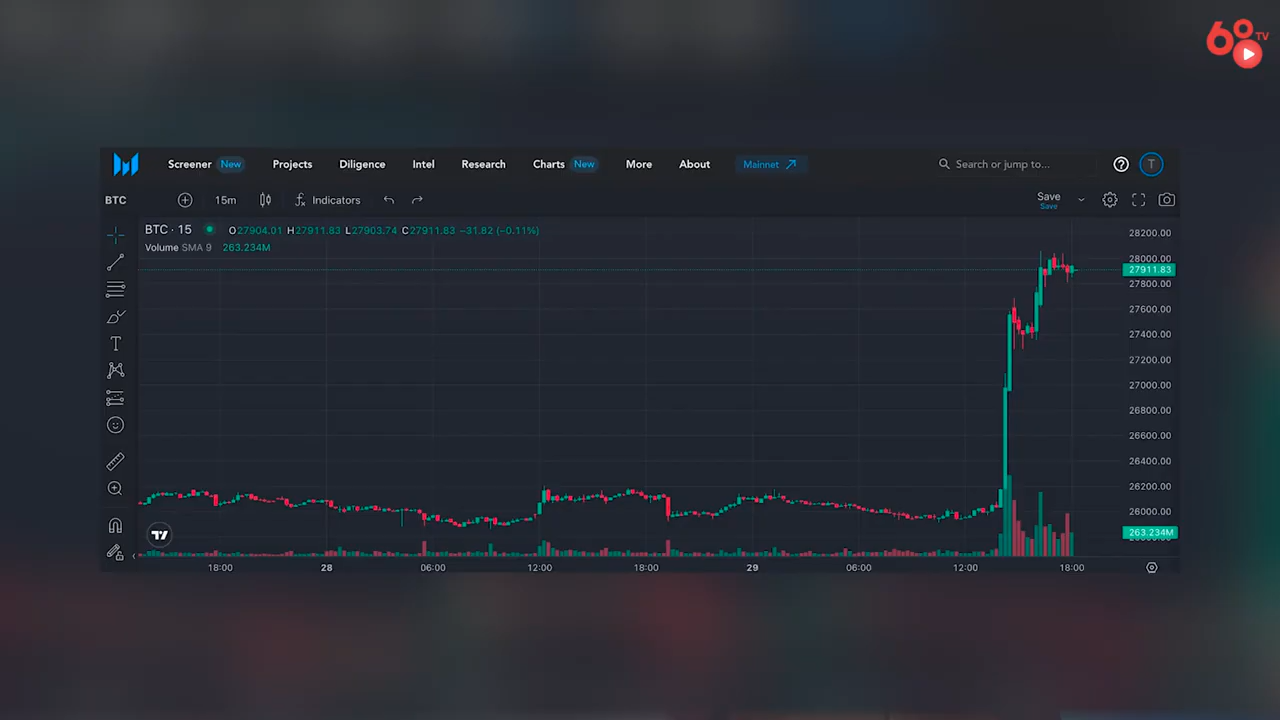 60 TV
Screener New Projects Diligence Intel Research Charts New More About Mainnet Search or jump to... T
BTC 15m Indicators Save
Save
BTC · 15 O27904.01 H27911.83 L27903.74 C27911.83 −31.82 (−0.11%)
Volume SMA 9 263.234M
28200.00
28000.00
27911.83
27800.00
27600.00
27400.00
27200.00
27000.00
26800.00
26600.00
26400.00
26200.00
26000.00
263.234M
18:00 28 06:00 12:00 18:00 29 06:00 12:00 18:00